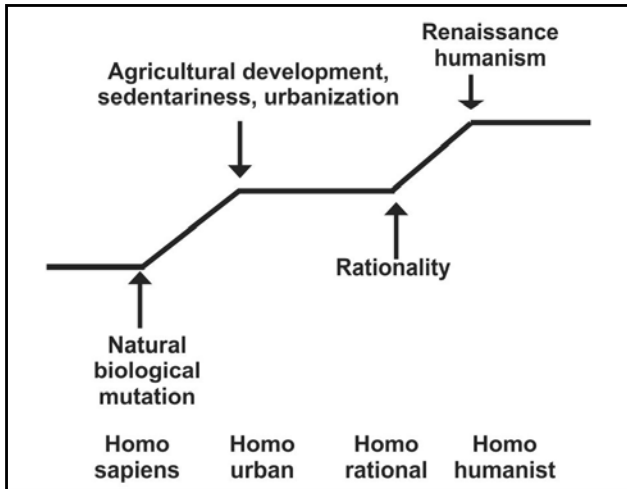 Renaissance
humanism
Agricultural development,
sedentariness, urbanization
Rationality
Natural
biological
mutation
Homo
sapiens
Homo
urban
Homo
rational
Homo
humanist